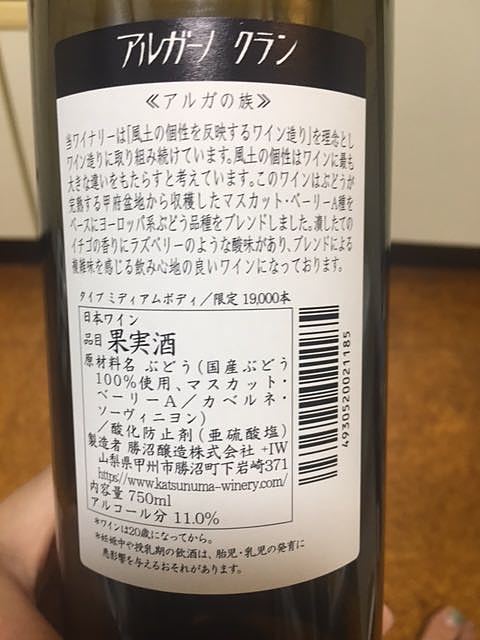 アルガーノ クラン
≪アルガの族≫
当ワイナリーは「風土の個性を反映するワイン造り」を理念とし
ワイン造りに取り組み続けています。風土の個性はワインに最も
大きな違いをもたらすと考えています。このワインはぶどうが
完熟する甲府盆地から収穫したマスカット・ベーリーA種を
ベースにヨーロッパ系ぶどう品種をブレンドしました。潰したての
イチゴの香りにラズベリーのような酸味があり、ブレンドによる
複雑味を感じる飲み心地の良いワインになっております。
タイプ ミディアムボディ/限定 19,000本
日本ワイン
品目 果実酒
原材料名 ぶどう(国産ぶどう
100%使用、マスカット・
ベーリーA/カベルネ・
ソーヴィニヨン)
/酸化防止剤(亜硫酸塩)
製造者 勝沼醸造株式会社 +IW
山梨県甲州市勝沼町下岩崎371
https://www.katsunuma-winery.com/
内容量 750ml
アルコール分 11.0%
4930520021185
*ワインは20歳になってから。
*妊娠中や授乳期の飲酒は、胎児・乳児の発育に
悪影響を与えるおそれがあります。